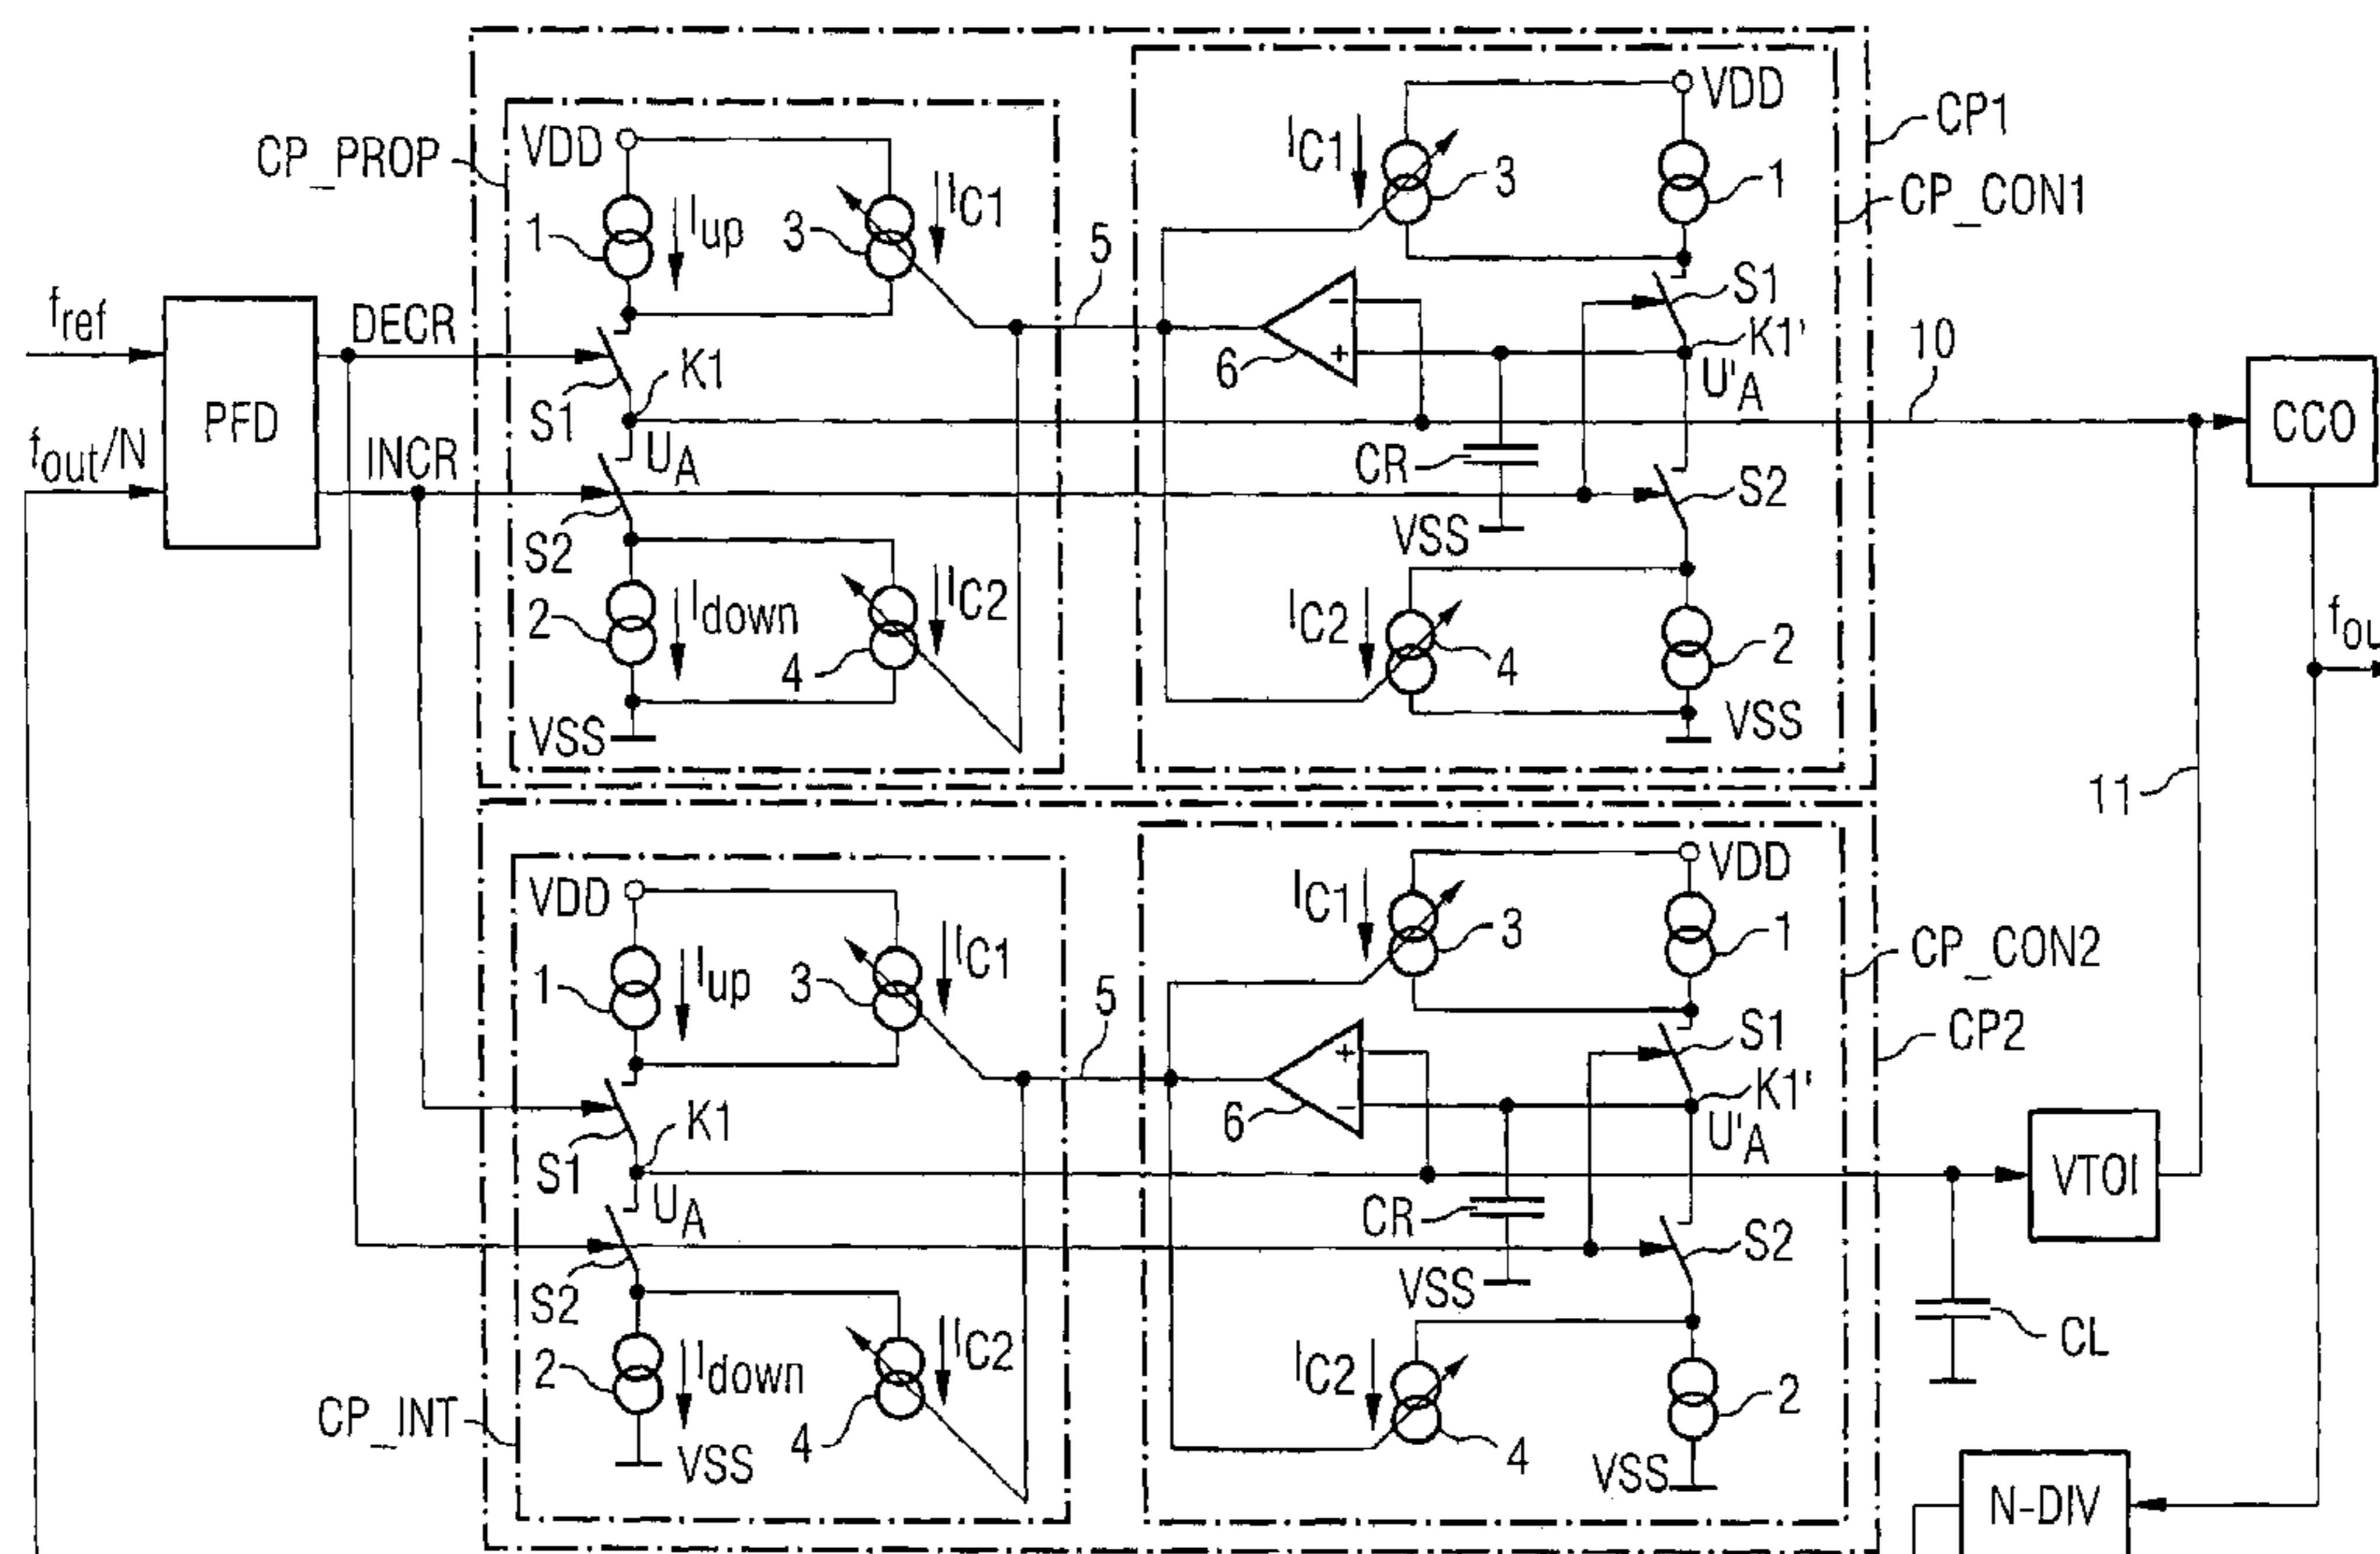 CP_PROP
VDD
1
Iup
3
IC1
5
IC1
3
VDD
1
CP1
CP_CON1
fref
DECR
S1
K1
6
-
+
S1
K1'
U'A
10
fout/N
PFD
INCR
UA
CR
VSS
CCO
S2
S2
2
Idown
4
IC2
IC2
4
2
VSS
VSS
11
VDD
1
Iup
3
IC1
5
IC1
3
VDD
1
CP_CON2
CP2
S1
K1
6
+
-
S1
K1'
U'A
UA
CR
VSS
VTOI
S2
S2
CL
2
Idown
4
IC2
IC2
4
2
CP_INT
VSS
VSS
N-DIV